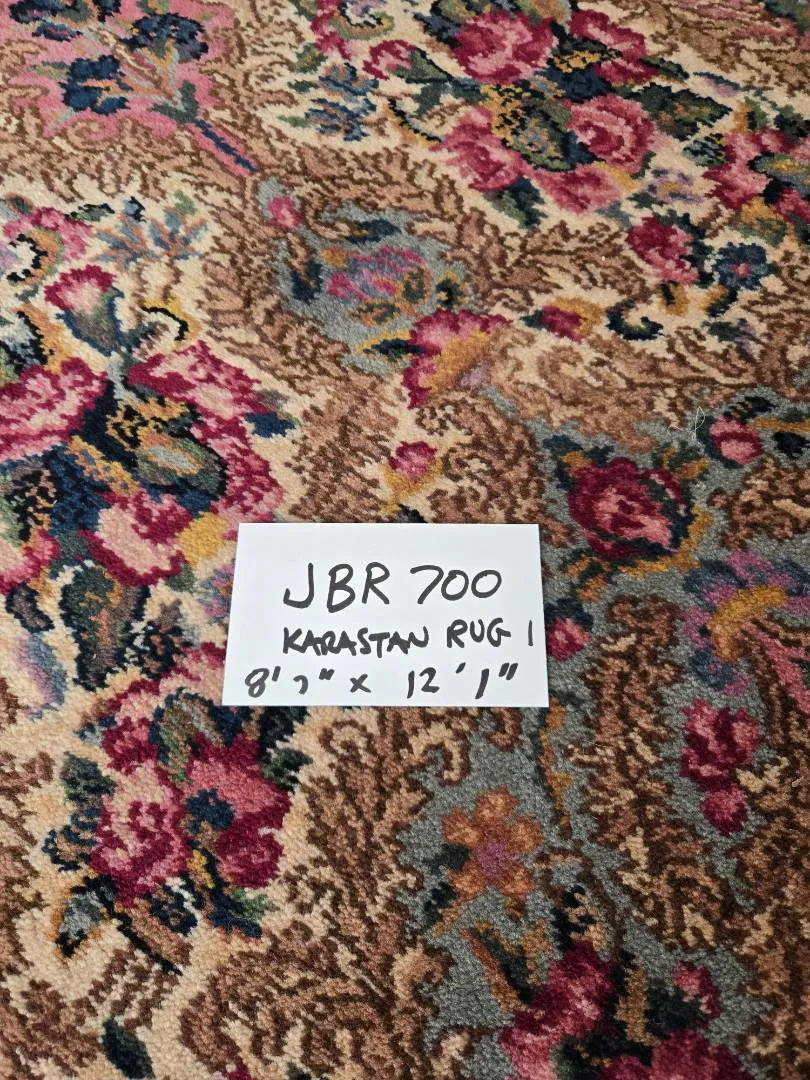 JBR 700
KARASTAN RUG 1
8'7" x 12'1"